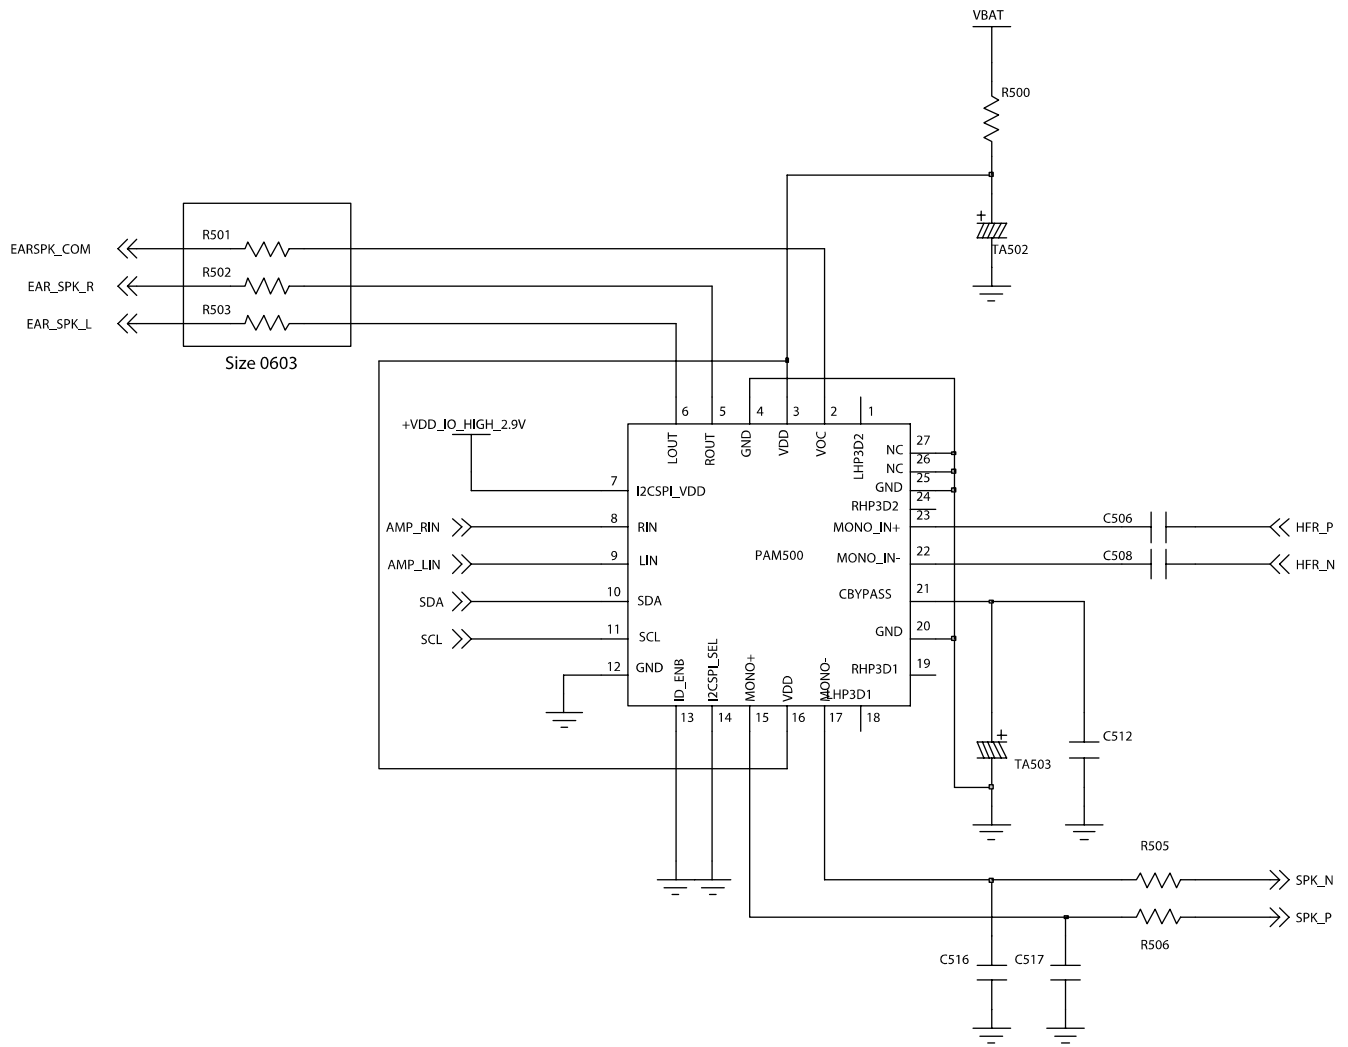 VBAT
R500
TA502
R501
EARSPK_COM
R502
EAR_SPK_R
R503
EAR_SPK_L
Size 0603
6 5 4 3 2 1
+VDD_IO_HIGH_2.9V
LOUT
ROUT
GND
VDD
VOC
LHP3D2
NC 27
NC 26
GND 25
RHP3D2 24
7 I2CSPI_VDD
AMP_RIN 8 RIN
MONO_IN+ 23 C506 HFR_P
PAM500
AMP_LIN 9 LIN
MONO_IN- 22 C508 HFR_N
SDA 10 SDA
CBYPASS 21
SCL 11 SCL
GND 20
12 GND
RHP3D1 19
ID_ENB
I2CSPI_SEL
MONO+
VDD
MONO-
LHP3D1
13 14 15 16 17 18
C512
TA503
R505
SPK_N
SPK_P
R506
C516
C517